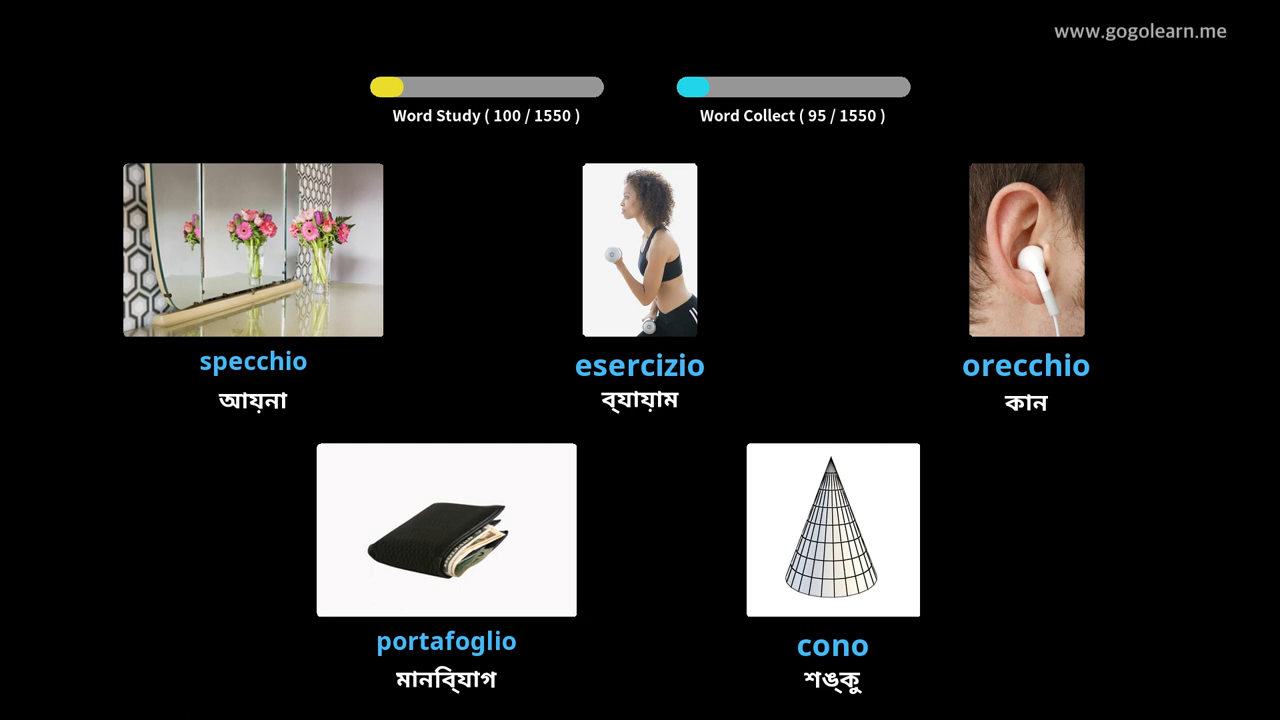 www.gogolearn.me
Word Study ( 100 / 1550 )
Word Collect ( 95 / 1550 )
specchio
আয়না
esercizio
ব্যায়াম
orecchio
কান
portafoglio
মানিব্যাগ
cono
শঙ্কু